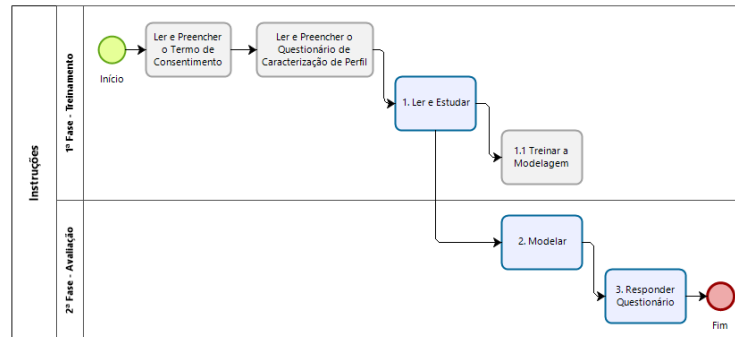 Instruções
1ª Fase - Treinamento
Ler e Preencher
o Termo de
Consentimento
Ler e Preencher o
Questionário de
Caracterização de Perfil
Início
1. Ler e Estudar
1.1 Treinar a
Modelagem
2ª Fase - Avaliação
2. Modelar
3. Responder
Questionário
Fim